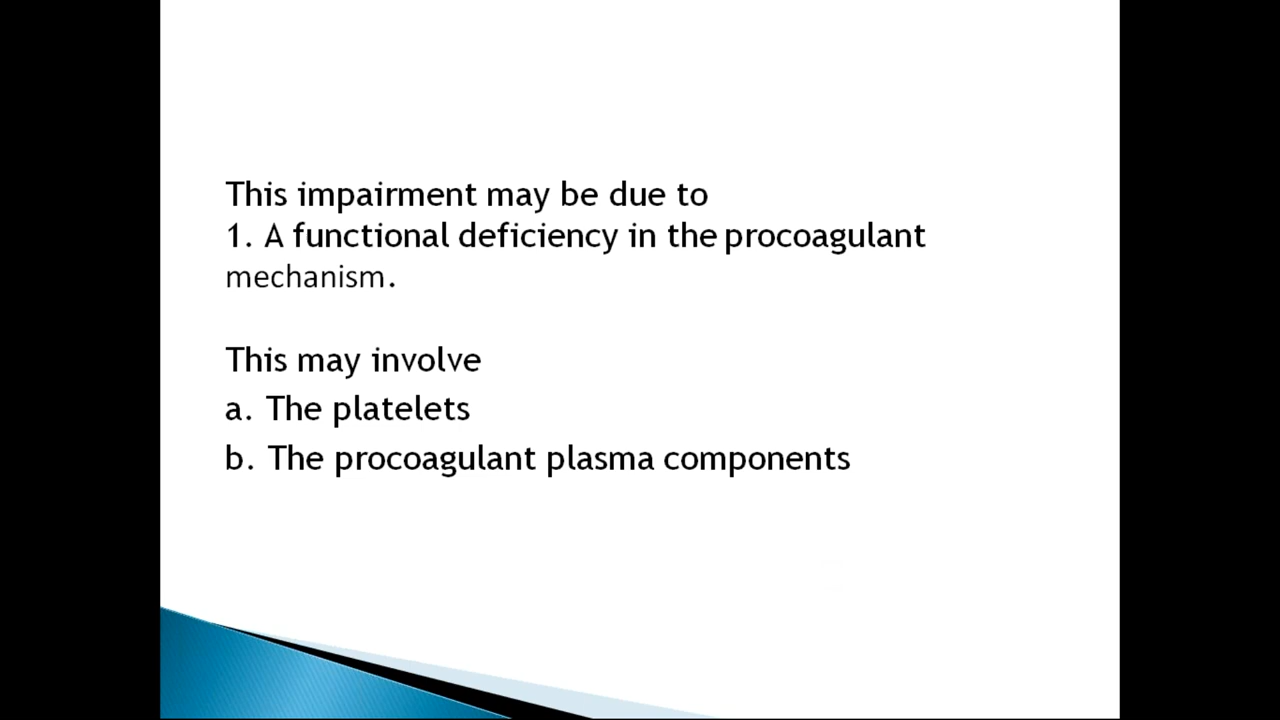 This impairment may be due to
1. A functional deficiency in the procoagulant
mechanism.
This may involve
a. The platelets
b. The procoagulant plasma components